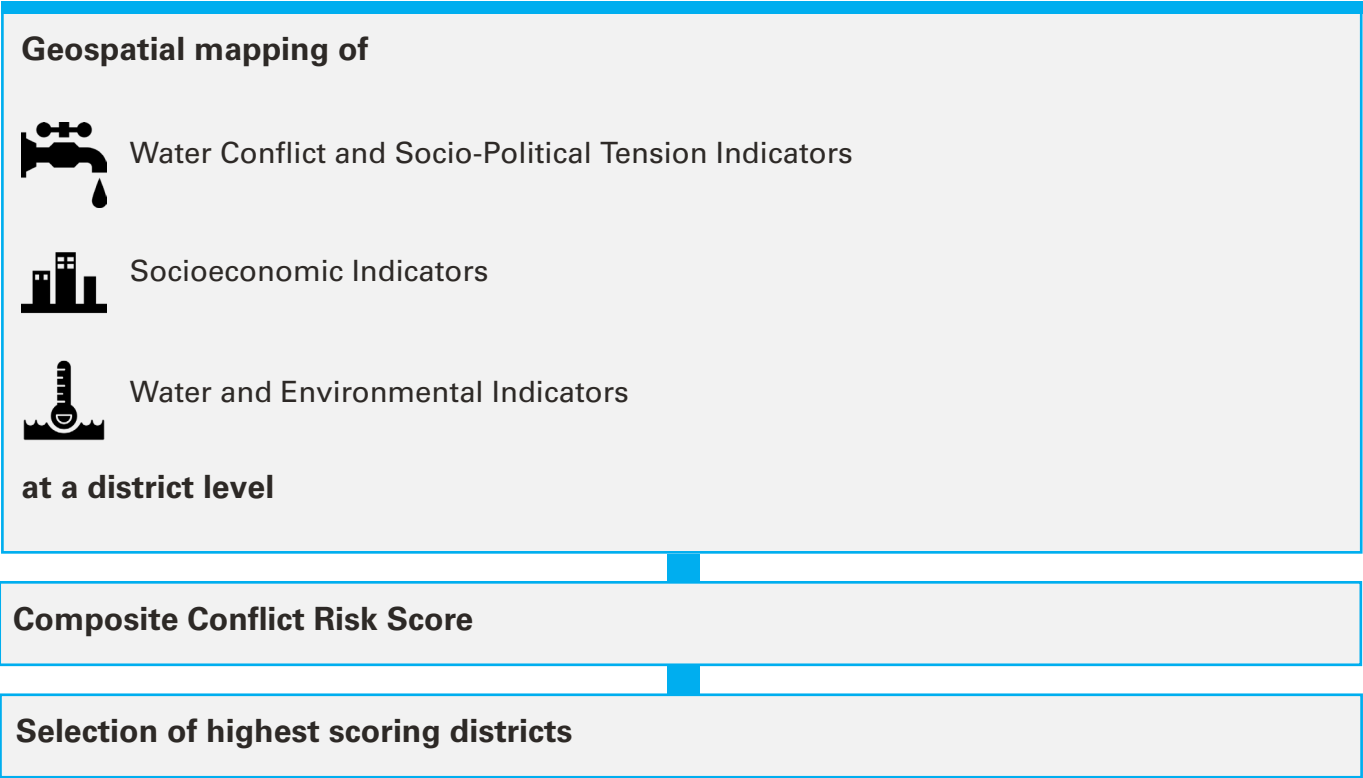 Geospatial mapping of
Water Conflict and Socio-Political Tension Indicators
Socioeconomic Indicators
Water and Environmental Indicators
at a district level
Composite Conflict Risk Score
Selection of highest scoring districts